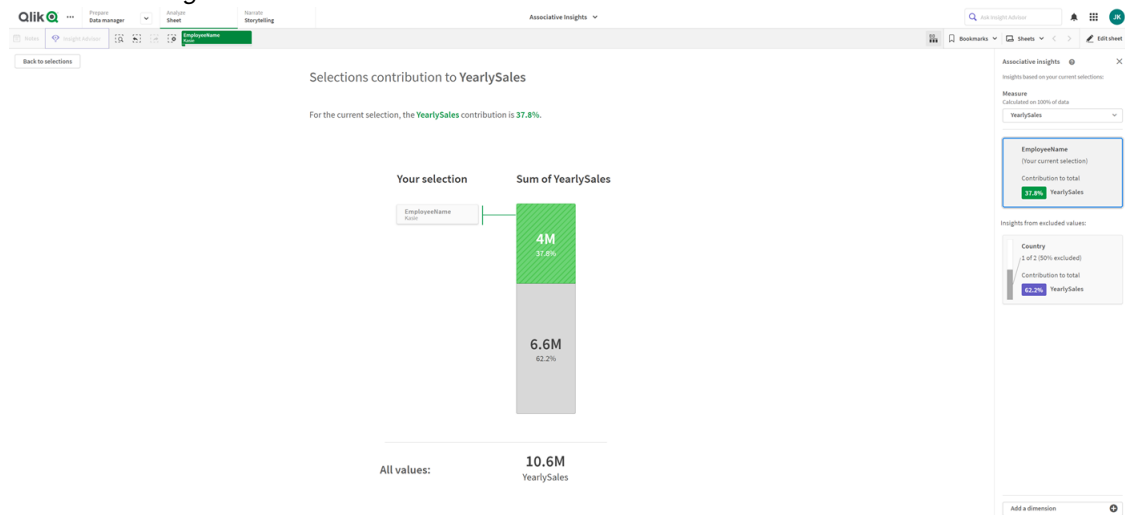 Qlik Q
Prepare
Data manager
Analyze
Sheet
Narrate
Storytelling
Associative Insights
Ask Insight Advisor
JK
Notes
Insight Advisor
EmployeeName
Kasie
Bookmarks
Sheets
Edit sheet
Back to selections
Selections contribution to YearlySales
For the current selection, the YearlySales contribution is 37.8%.
Your selection
Sum of YearlySales
EmployeeName
Kasie
4M
37.8%
6.6M
62.2%
All values:
10.6M
YearlySales
Associative insights
Insights based on your current selections:
Measure
Calculated on 100% of data
YearlySales
EmployeeName
(Your current selection)
Contribution to total
37.8% YearlySales
Insights from excluded values:
Country
1 of 2 (50% excluded)
Contribution to total
62.2% YearlySales
Add a dimension